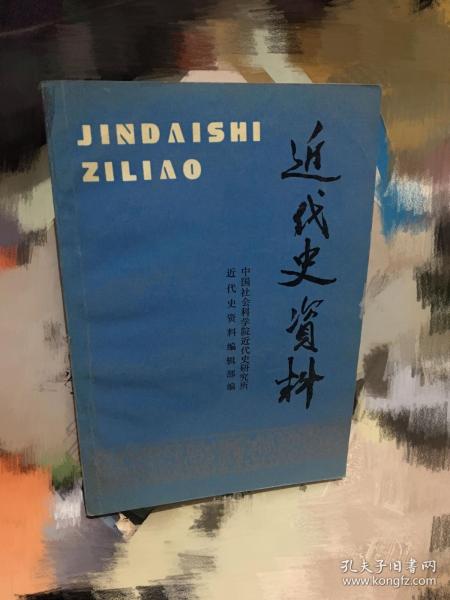 JINDAISHI
ZILIAO
近代史資料
中国社会科学院近代史研究所
近代史资料编辑部编
孔夫子旧书网
www.kongfz.com